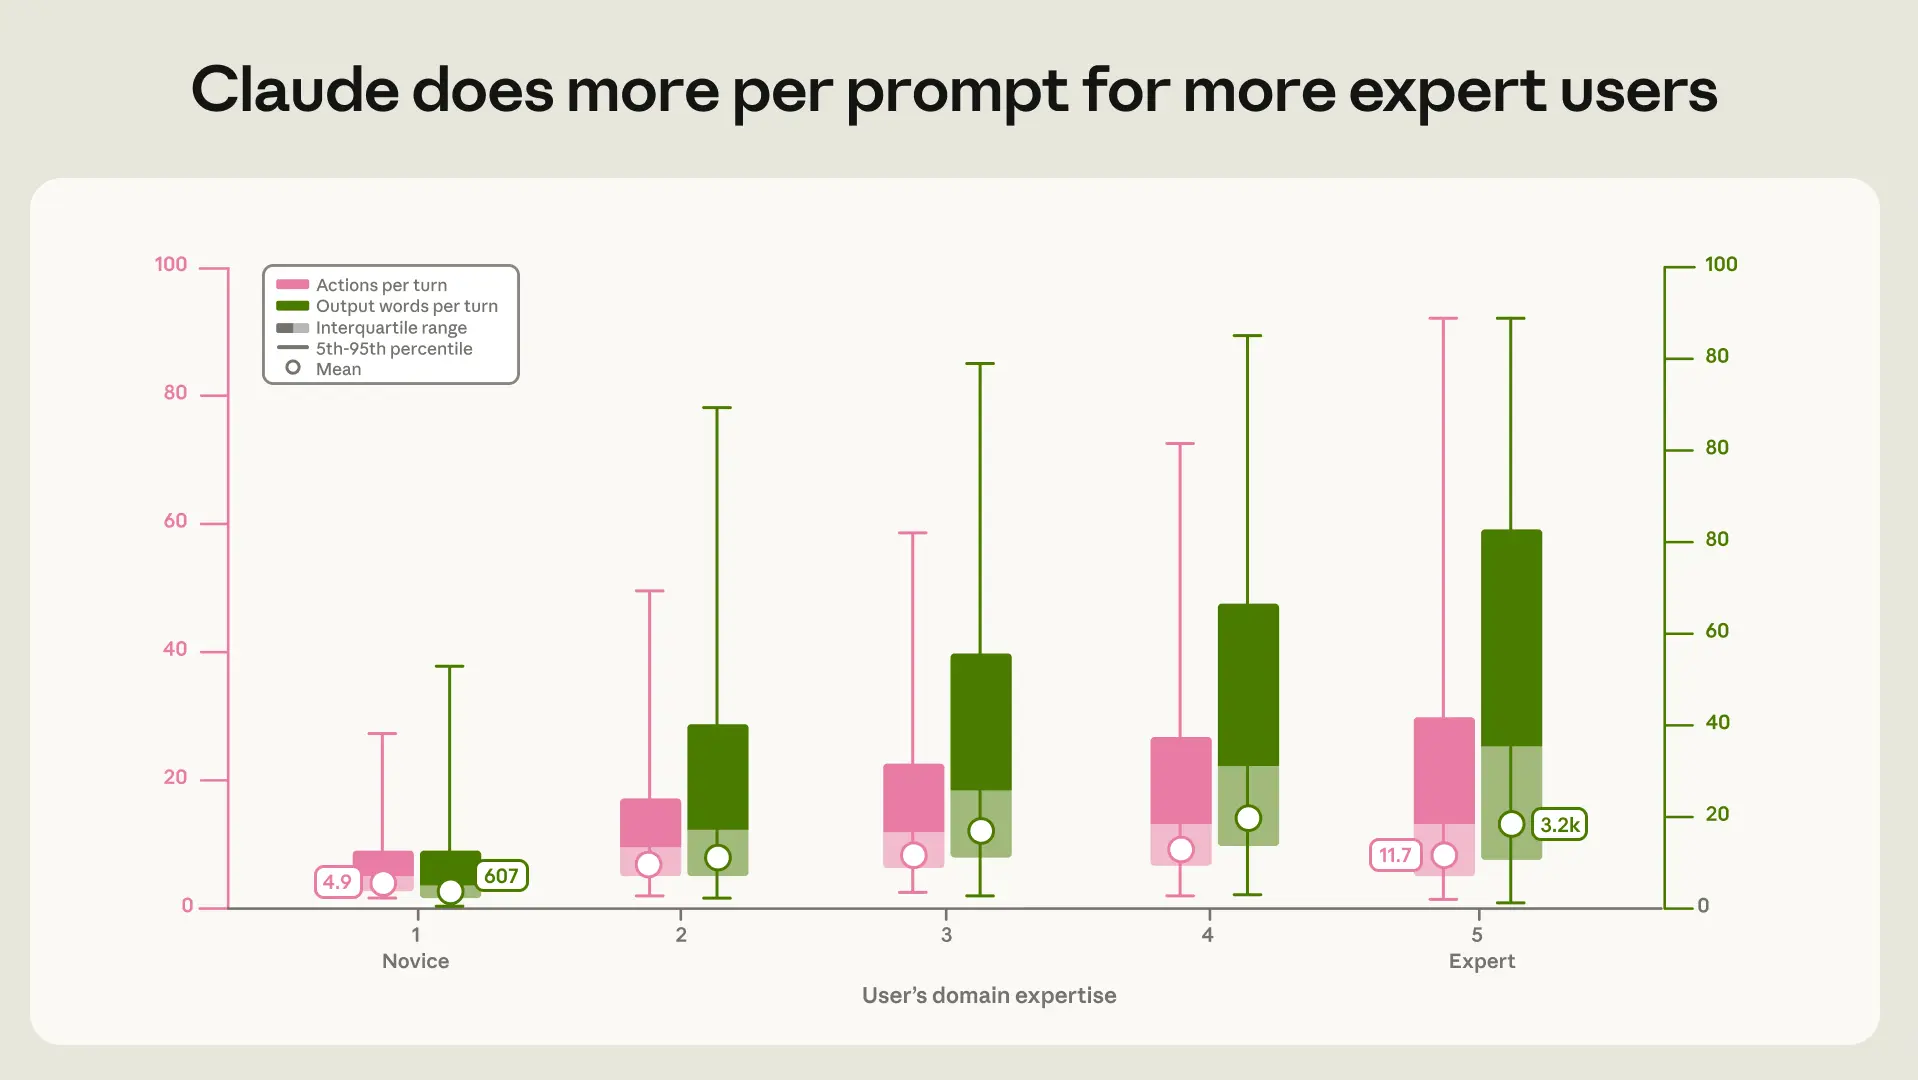 Claude does more per prompt for more expert users
100
80
60
40
20
0
Actions per turn
Output words per turn
Interquartile range
5th-95th percentile
Mean
4.9
607
11.7
3.2k
100
80
80
80
60
40
20
0
1
2
3
4
5
Novice
Expert
User’s domain expertise